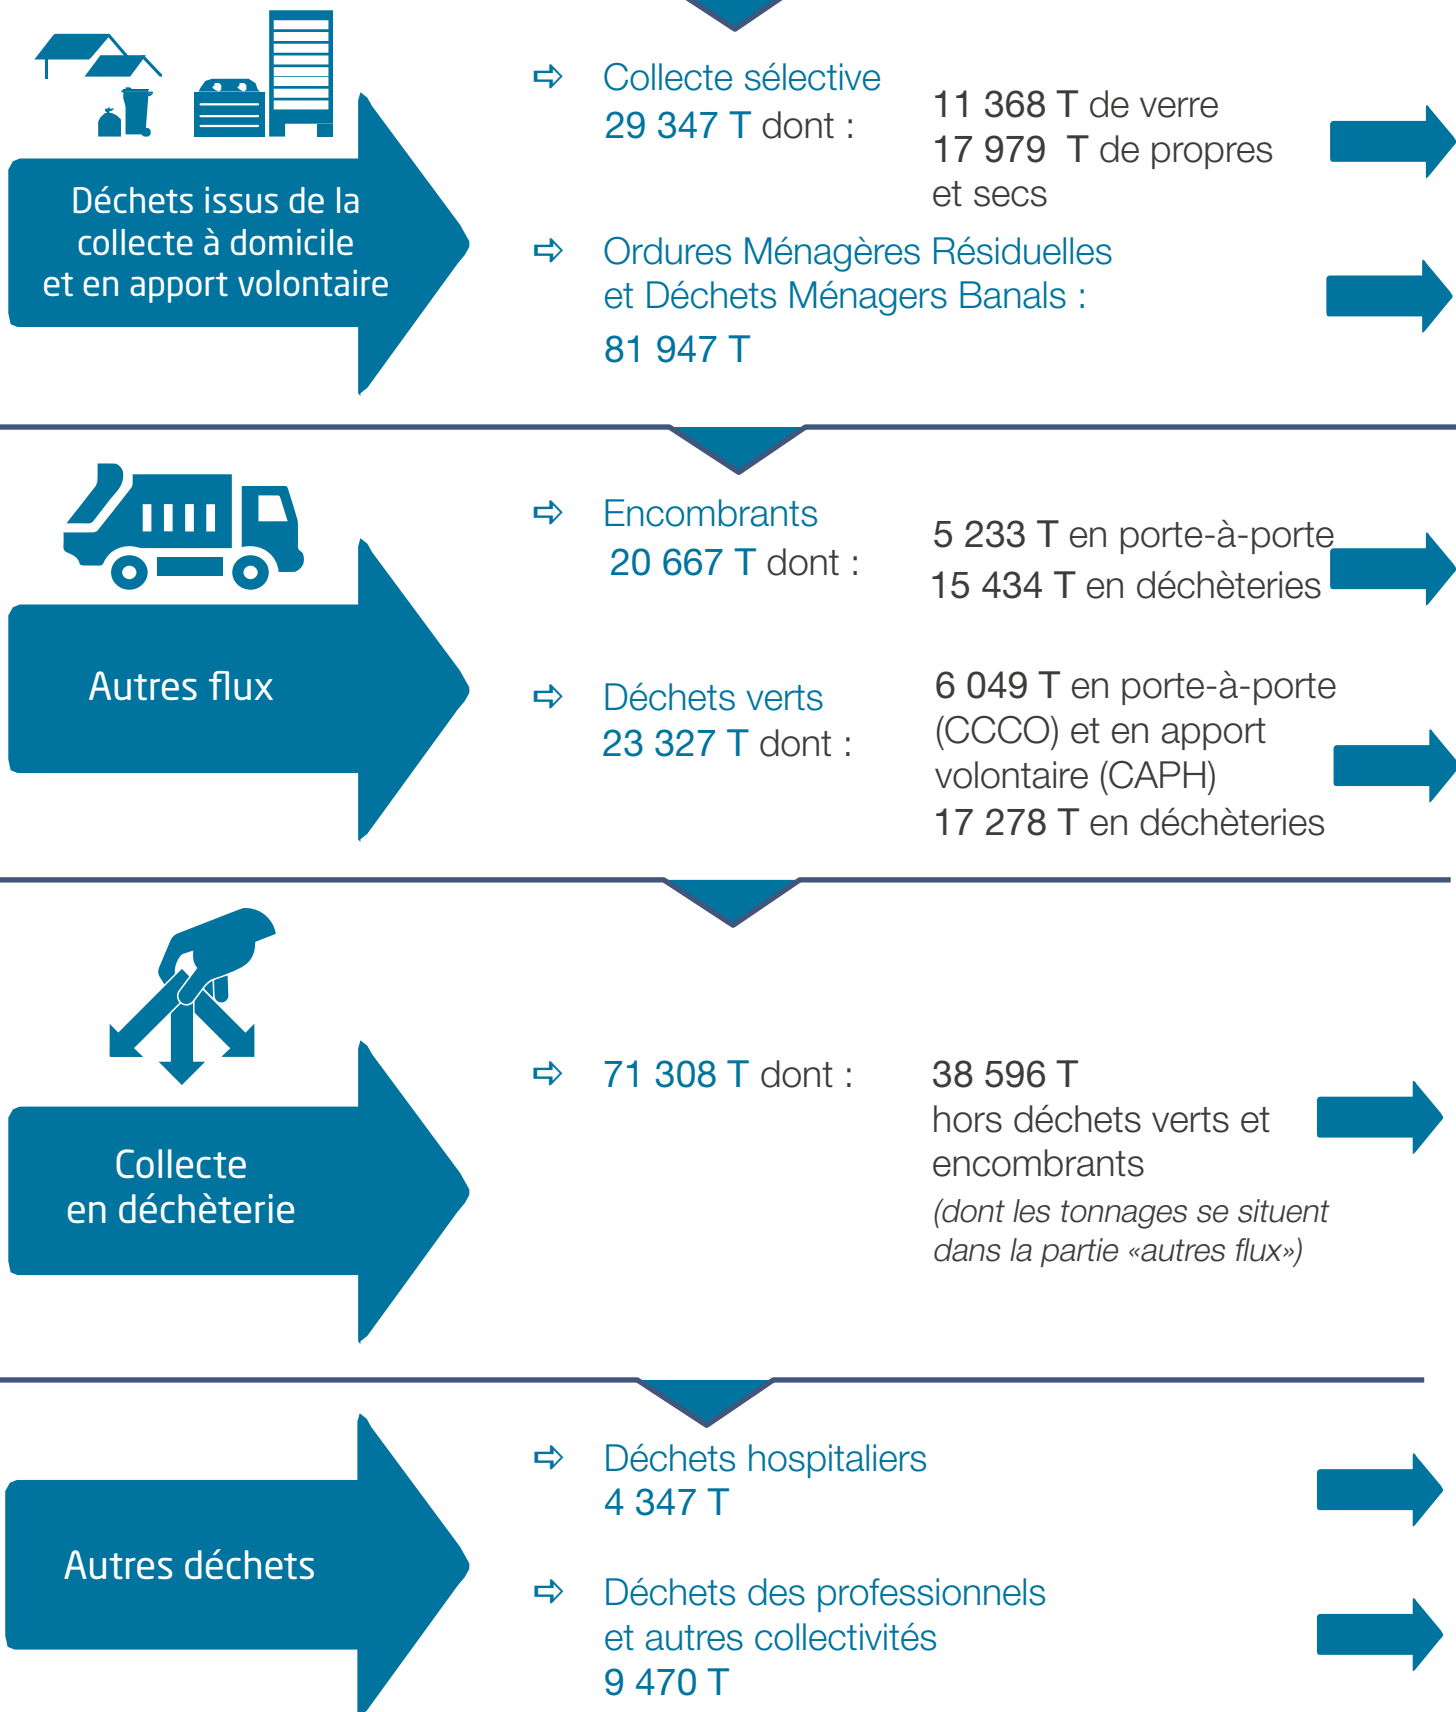 Déchets issus de la
collecte à domicile
et en apport volontaire
⇨ Collecte sélective
29 347 T dont :
11 368 T de verre
17 979 T de propres
et secs
⇨ Ordures Ménagères Résiduelles
et Déchets Ménagers Banals :
81 947 T
Autres flux
⇨ Encombrants
20 667 T dont :
5 233 T en porte-à-porte
15 434 T en déchèteries
⇨ Déchets verts
23 327 T dont :
6 049 T en porte-à-porte
(CCCO) et en apport
volontaire (CAPH)
17 278 T en déchèteries
Collecte
en déchèterie
⇨ 71 308 T dont :
38 596 T
hors déchets verts et
encombrants
(dont les tonnages se situent
dans la partie «autres flux»)
Autres déchets
⇨ Déchets hospitaliers
4 347 T
⇨ Déchets des professionnels
et autres collectivités
9 470 T